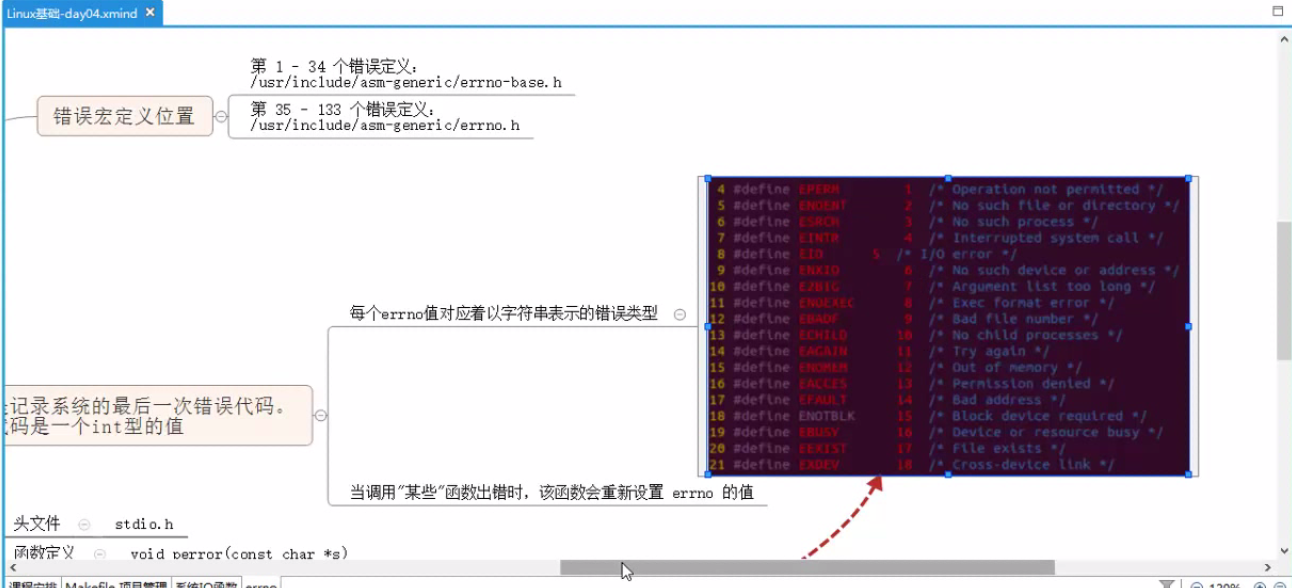 Linux基础-day04.xmind
第 1 - 34 个错误定义:
/usr/include/asm-generic/errno-base.h
错误宏定义位置
第 35 - 133 个错误定义:
/usr/include/asm-generic/errno.h
4 #define EPERM 1 /* Operation not permitted */
5 #define ENOENT 2 /* No such file or directory */
6 #define ESRCH 3 /* No such process */
7 #define EINTR 4 /* Interrupted system call */
8 #define EIO 5 /* I/O error */
9 #define ENXIO 6 /* No such device or address */
10 #define E2BIG 7 /* Argument list too long */
11 #define ENOEXEC 8 /* Exec format error */
12 #define EBADF 9 /* Bad file number */
13 #define ECHILD 10 /* No child processes */
14 #define EAGAIN 11 /* Try again */
15 #define ENOMEM 12 /* Out of memory */
16 #define EACCES 13 /* Permission denied */
17 #define EFAULT 14 /* Bad address */
18 #define ENOTBLK 15 /* Block device required */
19 #define EBUSY 16 /* Device or resource busy */
20 #define EEXIST 17 /* File exists */
21 #define EXDEV 18 /* Cross-device link */
每个errno值对应着以字符串表示的错误类型
记录系统的最后一次错误代码。
码是一个int型的值
当调用"某些"函数出错时，该函数会重新设置 errno 的值
头文件 stdio.h
函数定义 void perror(const char *s)
课程安排 Makefile 项目管理 系统IO函数 errno
120%